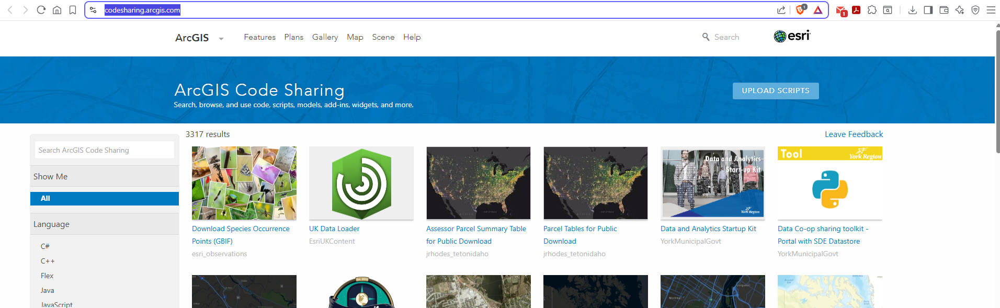 codesharing.arcgis.com
1
1
ArcGIS
Features Plans Gallery Map Scene Help
Search
esri
ArcGIS Code Sharing
Search, browse, and use code, scripts, models, add-ins, widgets, and more.
UPLOAD SCRIPTS
Search ArcGIS Code Sharing
Show Me
All
Language
C#
C++
Flex
Java
JavaScript
3317 results
Leave Feedback
Data and Analytics
Start-up Kit
York Region
Tool
York Region
Download Species Occurrence
Points (GBIF)
esri_observations
UK Data Loader
EsriUKContent
Assessor Parcel Summary Table
for Public Download
jrhodes_tetonidaho
Parcel Tables for Public
Download
jrhodes_tetonidaho
Data and Analytics Startup Kit
YorkMunicipalGovt
Data Co-op sharing toolkit -
Portal with SDE Datastore
YorkMunicipalGovt